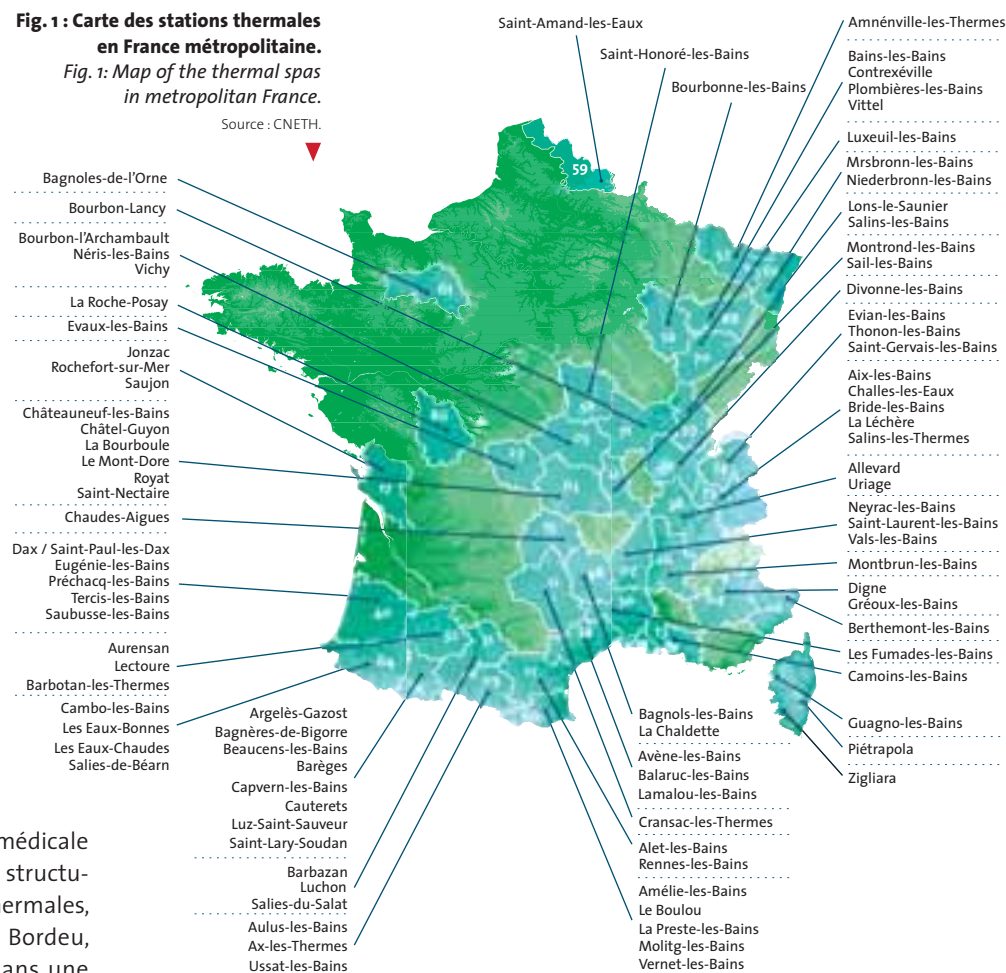 Fig. 1 : Carte des stations thermales
en France métropolitaine.
Fig. 1: Map of the thermal spas
in metropolitan France.
Source : CNETH.
Saint-Amand-les-Eaux
Saint-Honoré-les-Bains
Bourbonne-les-Bains
59
Bagnoles-de-l'Orne
Bourbon-Lancy
Bourbon-l'Archambault
Néris-les-Bains
Vichy
La Roche-Posay
Evaux-les-Bains
Jonzac
Rochefort-sur-Mer
Saujon
Châteauneuf-les-Bains
Châtel-Guyon
La Bourboule
Le Mont-Dore
Royat
Saint-Nectaire
Chaudes-Aigues
Dax / Saint-Paul-les-Dax
Eugénie-les-Bains
Préchacq-les-Bains
Tercis-les-Bains
Saubusse-les-Bains
Aurensan
Lectoure
Barbotan-les-Thermes
Cambo-les-Bains
Les Eaux-Bonnes
Les Eaux-Chaudes
Salies-de-Béarn
Argelès-Gazost
Bagnères-de-Bigorre
Beaucens-les-Bains
Barèges
Capvern-les-Bains
Cauterets
Luz-Saint-Sauveur
Saint-Lary-Soudan
Barbazan
Luchon
Salies-du-Salat
Aulus-les-Bains
Ax-les-Thermes
Ussat-les-Bains
Amnénville-les-Thermes
Bains-les-Bains
Contrexéville
Plombières-les-Bains
Vittel
Luxeuil-les-Bains
Mrsbronn-les-Bains
Niederbronn-les-Bains
Lons-le-Saunier
Salins-les-Bains
Montrond-les-Bains
Sail-les-Bains
Divonne-les-Bains
Evian-les-Bains
Thonon-les-Bains
Saint-Gervais-les-Bains
Aix-les-Bains
Challes-les-Eaux
Bride-les-Bains
La Léchère
Salins-les-Thermes
Allevard
Uriage
Neyrac-les-Bains
Saint-Laurent-les-Bains
Vals-les-Bains
Montbrun-les-Bains
Digne
Gréoux-les-Bains
Berthemont-les-Bains
Les Fumades-les-Bains
Camoins-les-Bains
Guagno-les-Bains
Piétrapola
Zigliara
Bagnols-les-Bains
La Chaldette
Avène-les-Bains
Balaruc-les-Bains
Lamalou-les-Bains
Cransac-les-Thermes
Alet-les-Bains
Rennes-les-Bains
Amélie-les-Bains
Le Boulou
La Preste-les-Bains
Molitg-les-Bains
Vernet-les-Bains
médicale
structu-
ermales,
Bordeu,
ans une